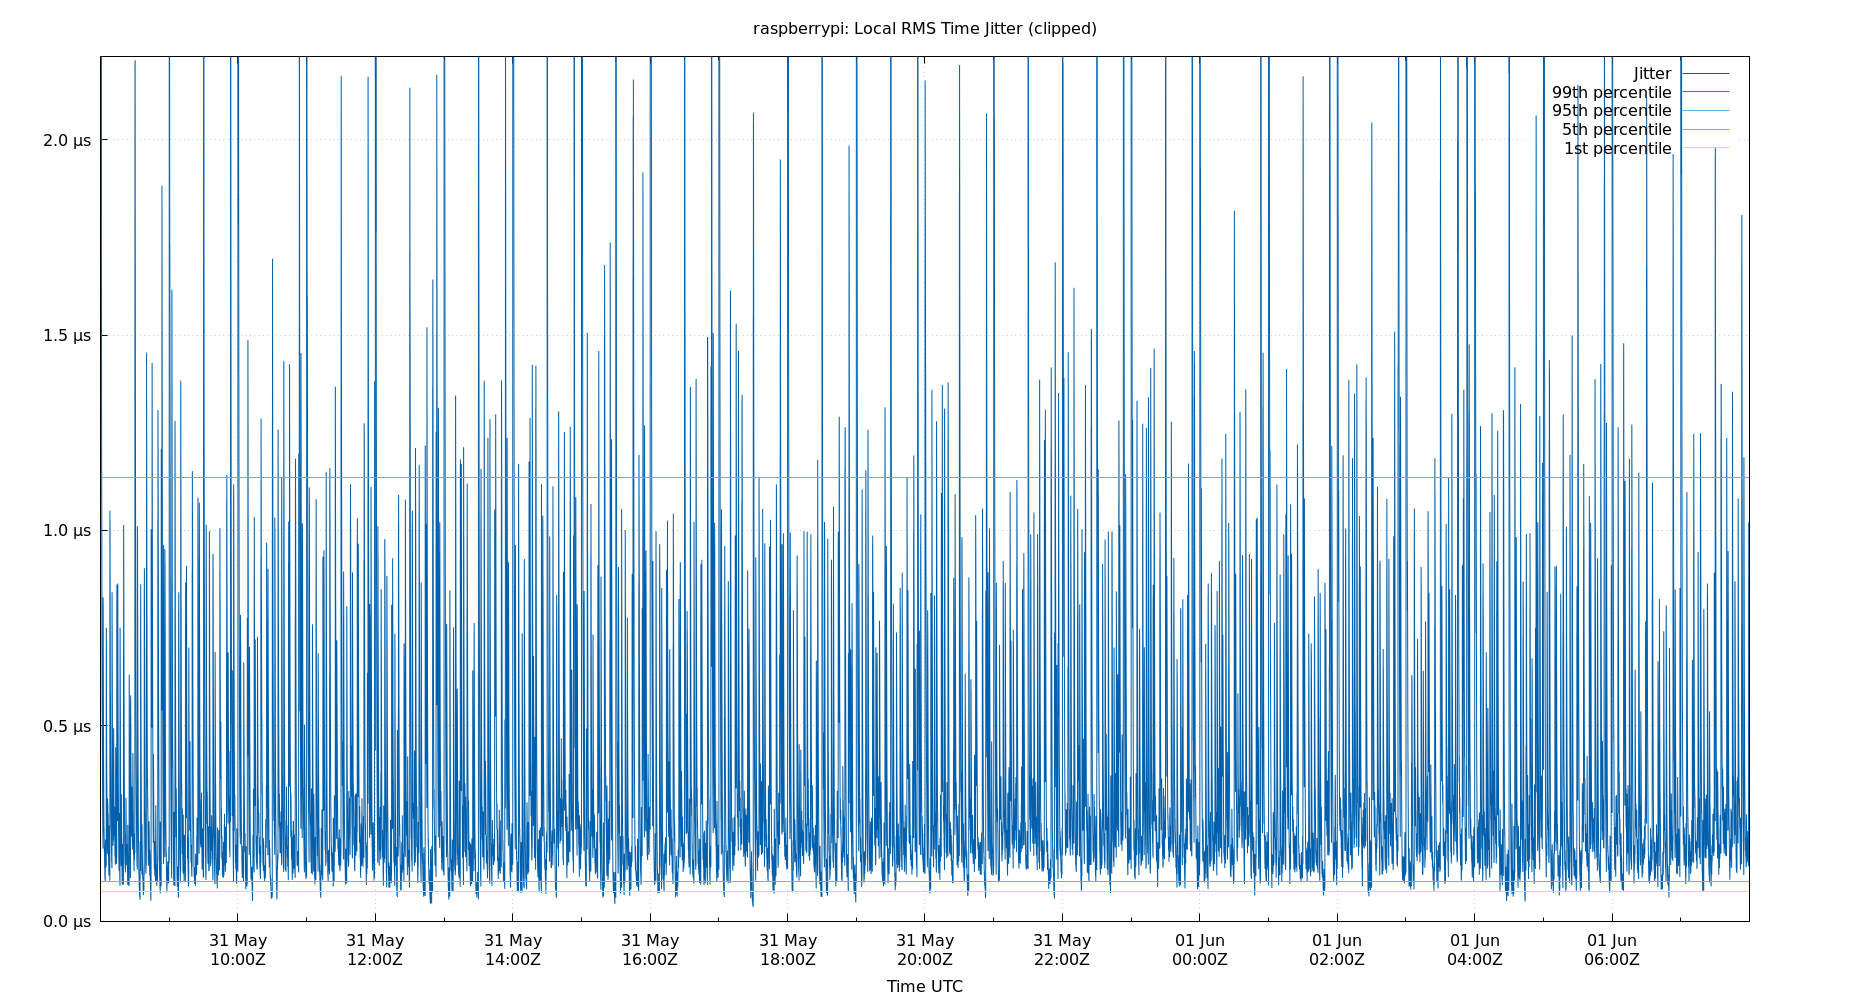 raspberrypi: Local RMS Time Jitter (clipped)
Jitter
99th percentile
95th percentile
5th percentile
1st percentile
2.0 µs
1.5 µs
1.0 µs
0.5 µs
0.0 µs
31 May 31 May 31 May 31 May 31 May 31 May 31 May 01 Jun 01 Jun 01 Jun 01 Jun
10:00Z 12:00Z 14:00Z 16:00Z 18:00Z 20:00Z 22:00Z 00:00Z 02:00Z 04:00Z 06:00Z
Time UTC